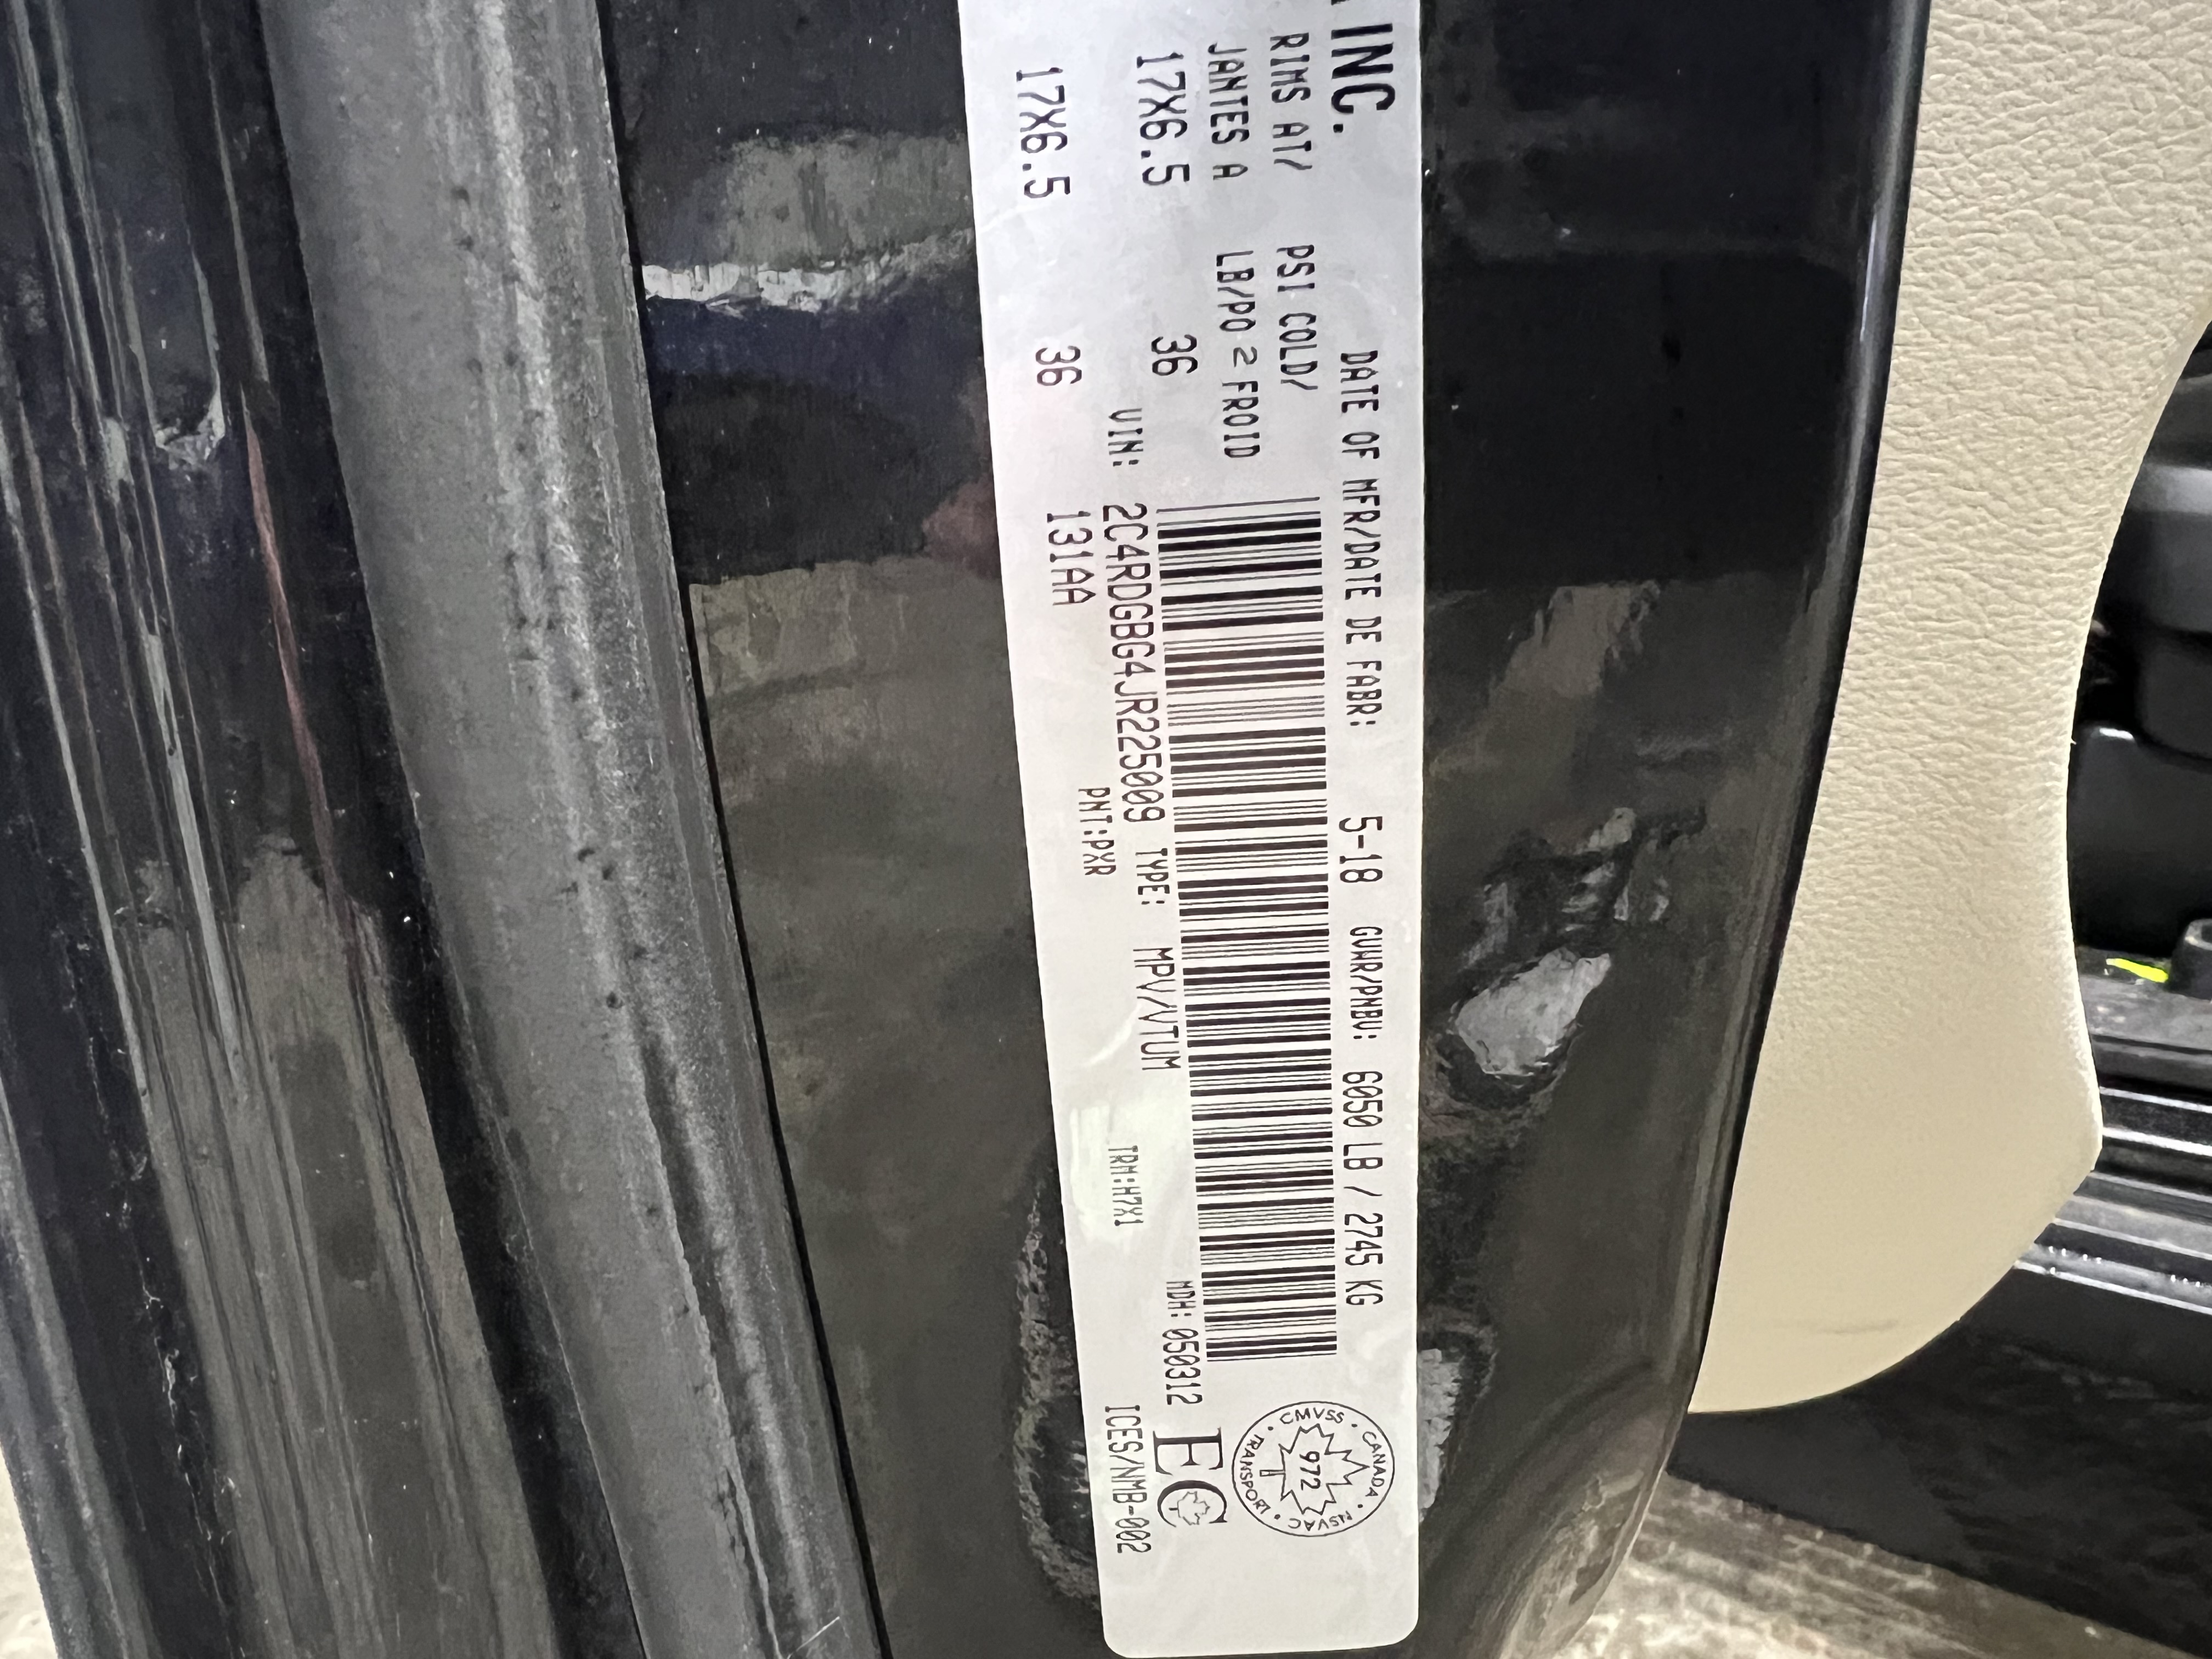 INC.
DATE OF MFR/DATE DE FABR: 5-18 GVWR/PNBV: 6050 LB / 2745 KG
RIMS AT/ PSI COLD/
JANTES A LB/PO 2 FROID
17X6.5 36
17X6.5 36
VIN: 2C4RDGBG4JR225009 TYPE: MPV/VTUM MDH: 050312
131AA PNT:PXR TRM:H7X1 ICES/NMB-002
CMVSS · CANADA · NSVAC · TRANSPORT ·
972
EC